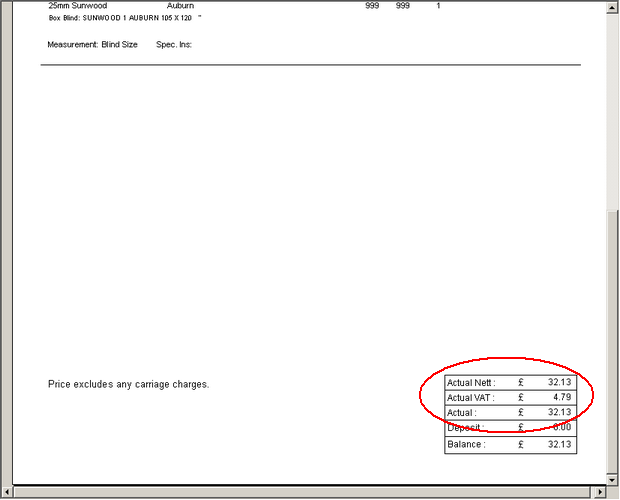 25mm Sunwood Auburn 999 999 1
Box Blind: SUNWOOD 1 AUBURN 105 X 120 "
Measurement: Blind Size Spec. Ins:
Price excludes any carriage charges.
Actual Nett : £ 32.13
Actual VAT : £ 4.79
Actual : £ 32.13
Deposit : £ 0.00
Balance : £ 32.13